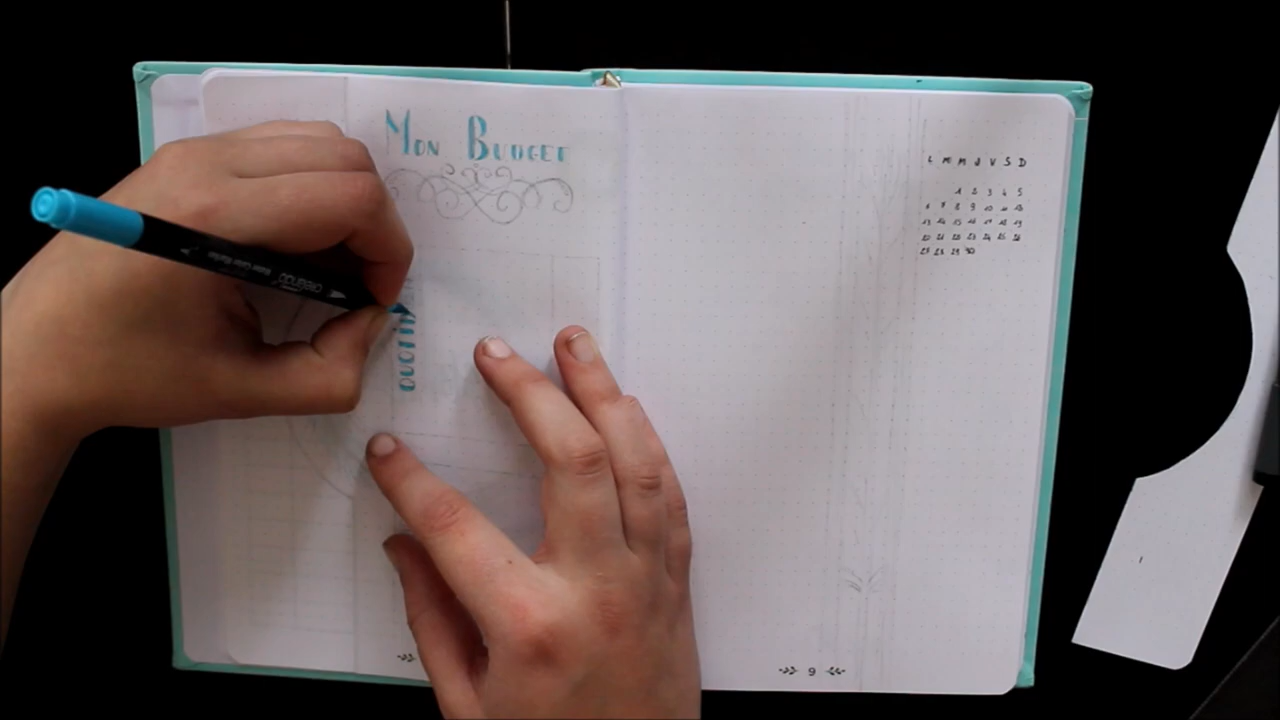 Mon Budget
QUOTI
L M M J V S D
1 2 3 4 5
6 7 8 9 10 11 12
13 14 15 16 17 18 19
20 21 22 23 24 25 26
27 28 29 30
9